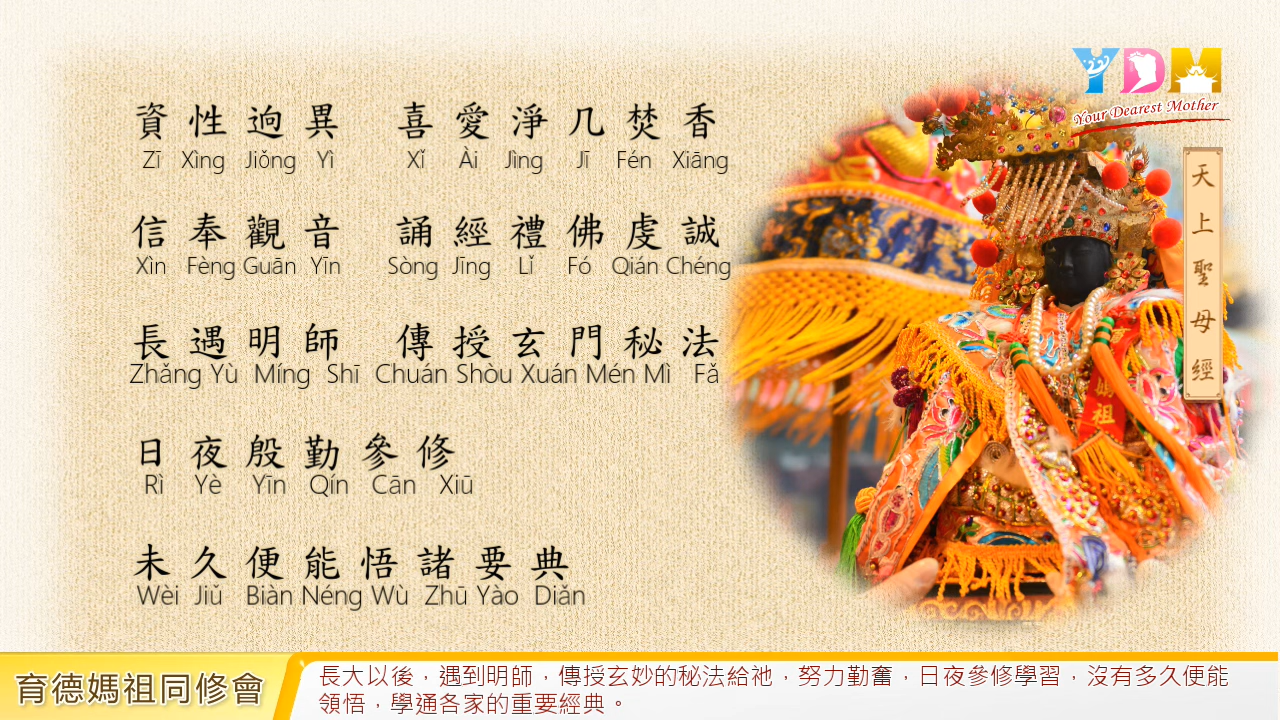 資性逈異 喜愛淨几焚香
Zī Xìng Jiǒng Yì Xǐ Ài Jìng Jī Fén Xiāng
信奉觀音 誦經禮佛虔誠
Xìn Fèng Guān Yīn Sòng Jīng Lǐ Fó Qián Chéng
長遇明師 傳授玄門秘法
Zhǎng Yù Míng Shī Chuán Shòu Xuán Mén Mì Fǎ
日夜殷勤參修
Rì Yè Yīn Qín Cān Xiū
未久便能悟諸要典
Wèi Jiǔ Biàn Néng Wù Zhū Yào Diǎn
YDM
Your Dearest Mother
天上聖母經
媽祖
育德媽祖同修會
長大以後，遇到明師，傳授玄妙的秘法給祂，努力勤奮，日夜參修學習，沒有多久便能
領悟，學通各家的重要經典。